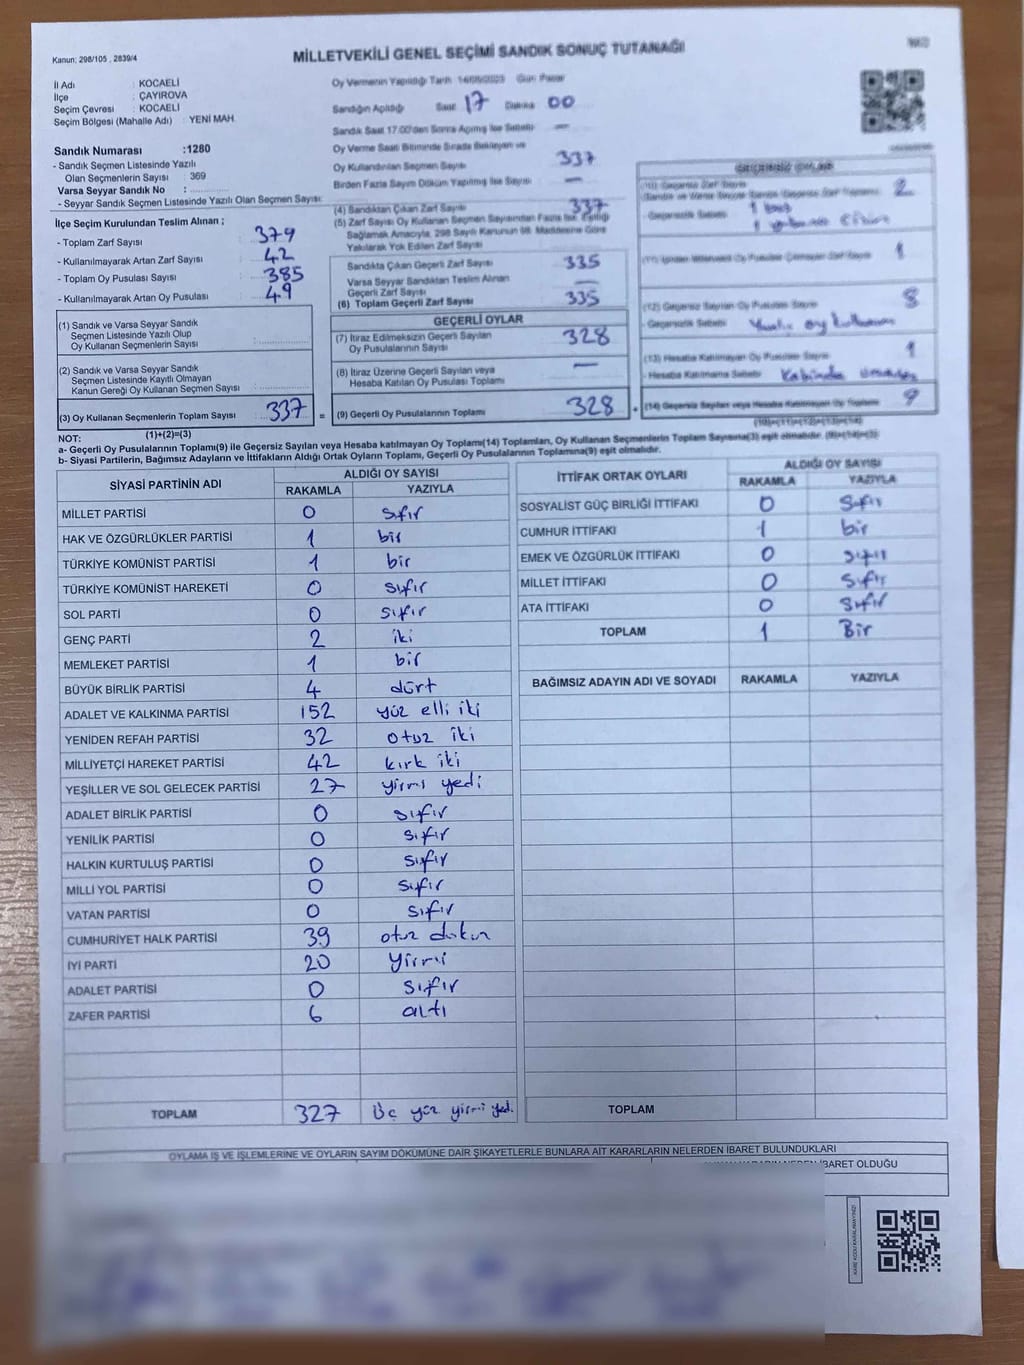 Kanun: 298/105 , 2839/4
MİLLETVEKİLİ GENEL SEÇİMİ SANDIK SONUÇ TUTANAĞI
İl Adı : KOCAELİ
İlçe : ÇAYIROVA
Seçim Çevresi : KOCAELİ
Seçim Bölgesi (Mahalle Adı) : YENİ MAH.
Sandık Numarası :1280
- Sandık Seçmen Listesinde Yazılı
Olan Seçmenlerin Sayısı : 369
Varsa Seyyar Sandık No :
- Seyyar Sandık Seçmen Listesinde Yazılı Olan Seçmen Sayısı:
Oy Vermenin Yapıldığı Tarih 14/05/2023 Gün Pazar
Sandığın Açıldığı Saat 17 Dakika 00
Sandık Saat 17.00'den Sonra Açılmış İse Sebebi —
Oy Verme Saati Bitiminde Sırada Bekleyen ve
Oy Kullandırılan Seçmen Sayısı 337
Birden Fazla Sayım Döküm Yapılmış İse Sayısı —
İlçe Seçim Kurulundan Teslim Alınan ;
- Toplam Zarf Sayısı 379
- Kullanılmayarak Artan Zarf Sayısı 42
- Toplam Oy Pusulası Sayısı 385
- Kullanılmayarak Artan Oy Pusulası 49
(1) Sandık ve Varsa Seyyar Sandık
Seçmen Listesinde Yazılı Olup
Oy Kullanan Seçmenlerin Sayısı :
(2) Sandık ve Varsa Seyyar Sandık
Seçmen Listesinde Kayıtlı Olmayan
Kanun Gereği Oy Kullanan Seçmen Sayısı :
(3) Oy Kullanan Seçmenlerin Toplam Sayısı : 337 =
(1)+(2)=(3)
(4) Sandıktan Çıkan Zarf Sayısı 337
(5) Zarf Sayısı Oy Kullanan Seçmen Sayısından Fazla İse, Eşitliği
Sağlamak Amacıyla, 298 Sayılı Kanunun 98. Maddesine Göre
Yakılarak Yok Edilen Zarf Sayısı
Sandıkta Çıkan Geçerli Zarf Sayısı 335
Varsa Seyyar Sandıktan Teslim Alınan
Geçerli Zarf Sayısı —
(6) Toplam Geçerli Zarf Sayısı 335
GEÇERLİ OYLAR
(7) İtiraz Edilmeksizin Geçerli Sayılan
Oy Pusulalarının Sayısı 328
(8) İtiraz Üzerine Geçerli Sayılan veya
Hesaba Katılan Oy Pusulası Toplamı —
(9) Geçerli Oy Pusulalarının Toplamı 328 +
GEÇERSİZ OYLAR
(10) Geçersiz Zarf Sayısı 2
- Geçersizlik Sebebi
1
(12) Geçersiz Sayılan Oy Pusulası Sayısı 8
- Geçersizlik Sebebi oy
(13) Hesaba Katılmayan Oy Pusulası Sayısı 1
- Hesaba Katılmama Sebebi
(14) Geçersiz Sayılan veya Hesaba Katılmayan Oy Pusulası Toplamı 9
(10)+(11)+(12)+(13)=(14)
NOT:
a- Geçerli Oy Pusulalarının Toplamı(9) ile Geçersiz Sayılan veya Hesaba katılmayan Oy Toplamı(14) Toplamları, Oy Kullanan Seçmenlerin Toplam Sayısına(3) eşit olmalıdır. (9)+(14)=(3)
b- Siyasi Partilerin, Bağımsız Adayların ve İttifakların Aldığı Ortak Oyların Toplamı, Geçerli Oy Pusulalarının Toplamına(9) eşit olmalıdır.
SİYASİ PARTİNİN ADI ALDIĞI OY SAYISI
RAKAMLA YAZIYLA
MİLLET PARTİSİ 0 sıfır
HAK VE ÖZGÜRLÜKLER PARTİSİ 1 bir
TÜRKİYE KOMÜNİST PARTİSİ 1 bir
TÜRKİYE KOMÜNİST HAREKETİ 0 sıfır
SOL PARTİ 0 sıfır
GENÇ PARTİ 2 iki
MEMLEKET PARTİSİ 1 bir
BÜYÜK BİRLİK PARTİSİ 4 dört
ADALET VE KALKINMA PARTİSİ 152 yüz elli iki
YENİDEN REFAH PARTİSİ 32 otuz iki
MİLLİYETÇİ HAREKET PARTİSİ 42 kırk iki
YEŞİLLER VE SOL GELECEK PARTİSİ 27 yirmi yedi
ADALET BİRLİK PARTİSİ 0 sıfır
YENİLİK PARTİSİ 0 sıfır
HALKIN KURTULUŞ PARTİSİ 0 sıfır
MİLLİ YOL PARTİSİ 0 sıfır
VATAN PARTİSİ 0 sıfır
CUMHURİYET HALK PARTİSİ 39 otuz dokuz
İYİ PARTİ 20 yirmi
ADALET PARTİSİ 0 sıfır
ZAFER PARTİSİ 6 altı
TOPLAM 327 üç yüz yirmi yedi
İTTİFAK ORTAK OYLARI ALDIĞI OY SAYISI
RAKAMLA YAZIYLA
SOSYALİST GÜÇ BİRLİĞİ İTTİFAKI 0 sıfır
CUMHUR İTTİFAKI 1 bir
EMEK VE ÖZGÜRLÜK İTTİFAKI 0 sıfır
MİLLET İTTİFAKI 0 sıfır
ATA İTTİFAKI 0 sıfır
TOPLAM 1 Bir
BAĞIMSIZ ADAYIN ADI VE SOYADI RAKAMLA YAZIYLA
TOPLAM
OYLAMA İŞ VE İŞLEMLERİNE VE OYLARIN SAYIM DÖKÜMÜNE DAİR ŞİKAYETLERLE BUNLARA AİT KARARLARIN NELERDEN İBARET BULUNDUKLARI
İBARET OLDUĞU